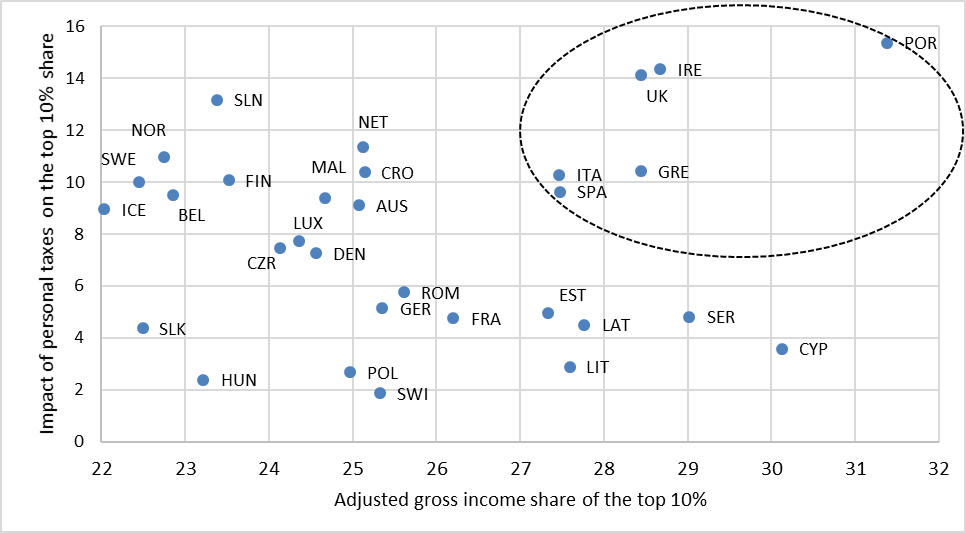 Impact of personal taxes on the top 10% share
16
14
12
10
8
6
4
2
0
POR
IRE
UK
SLN
NOR
NET
SWE
MAL
CRO
ITA
GRE
FIN
SPA
ICE
BEL
AUS
LUX
CZR
DEN
ROM
EST
GER
FRA
LAT
SER
SLK
CYP
LIT
HUN
POL
SWI
22 23 24 25 26 27 28 29 30 31 32
Adjusted gross income share of the top 10%